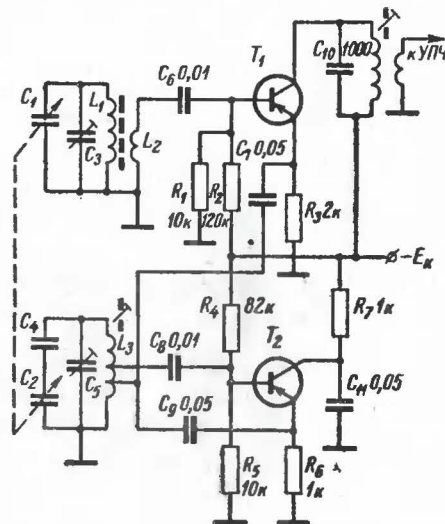 C₁₀ 1000
к УПЧ
T₁
C₆ 0,01
C₁
L₁
C₃
L₂
C₇ 0,05
R₁ 10к
R₂ 120к
R₃ 2к
-Eк
R₄ 82к
R₇ 1к
T₂
C₄
L₃
C₈ 0,01
C₂
C₅
C₉ 0,05
C₁₁ 0,05
R₅ 10к
R₆ 1к